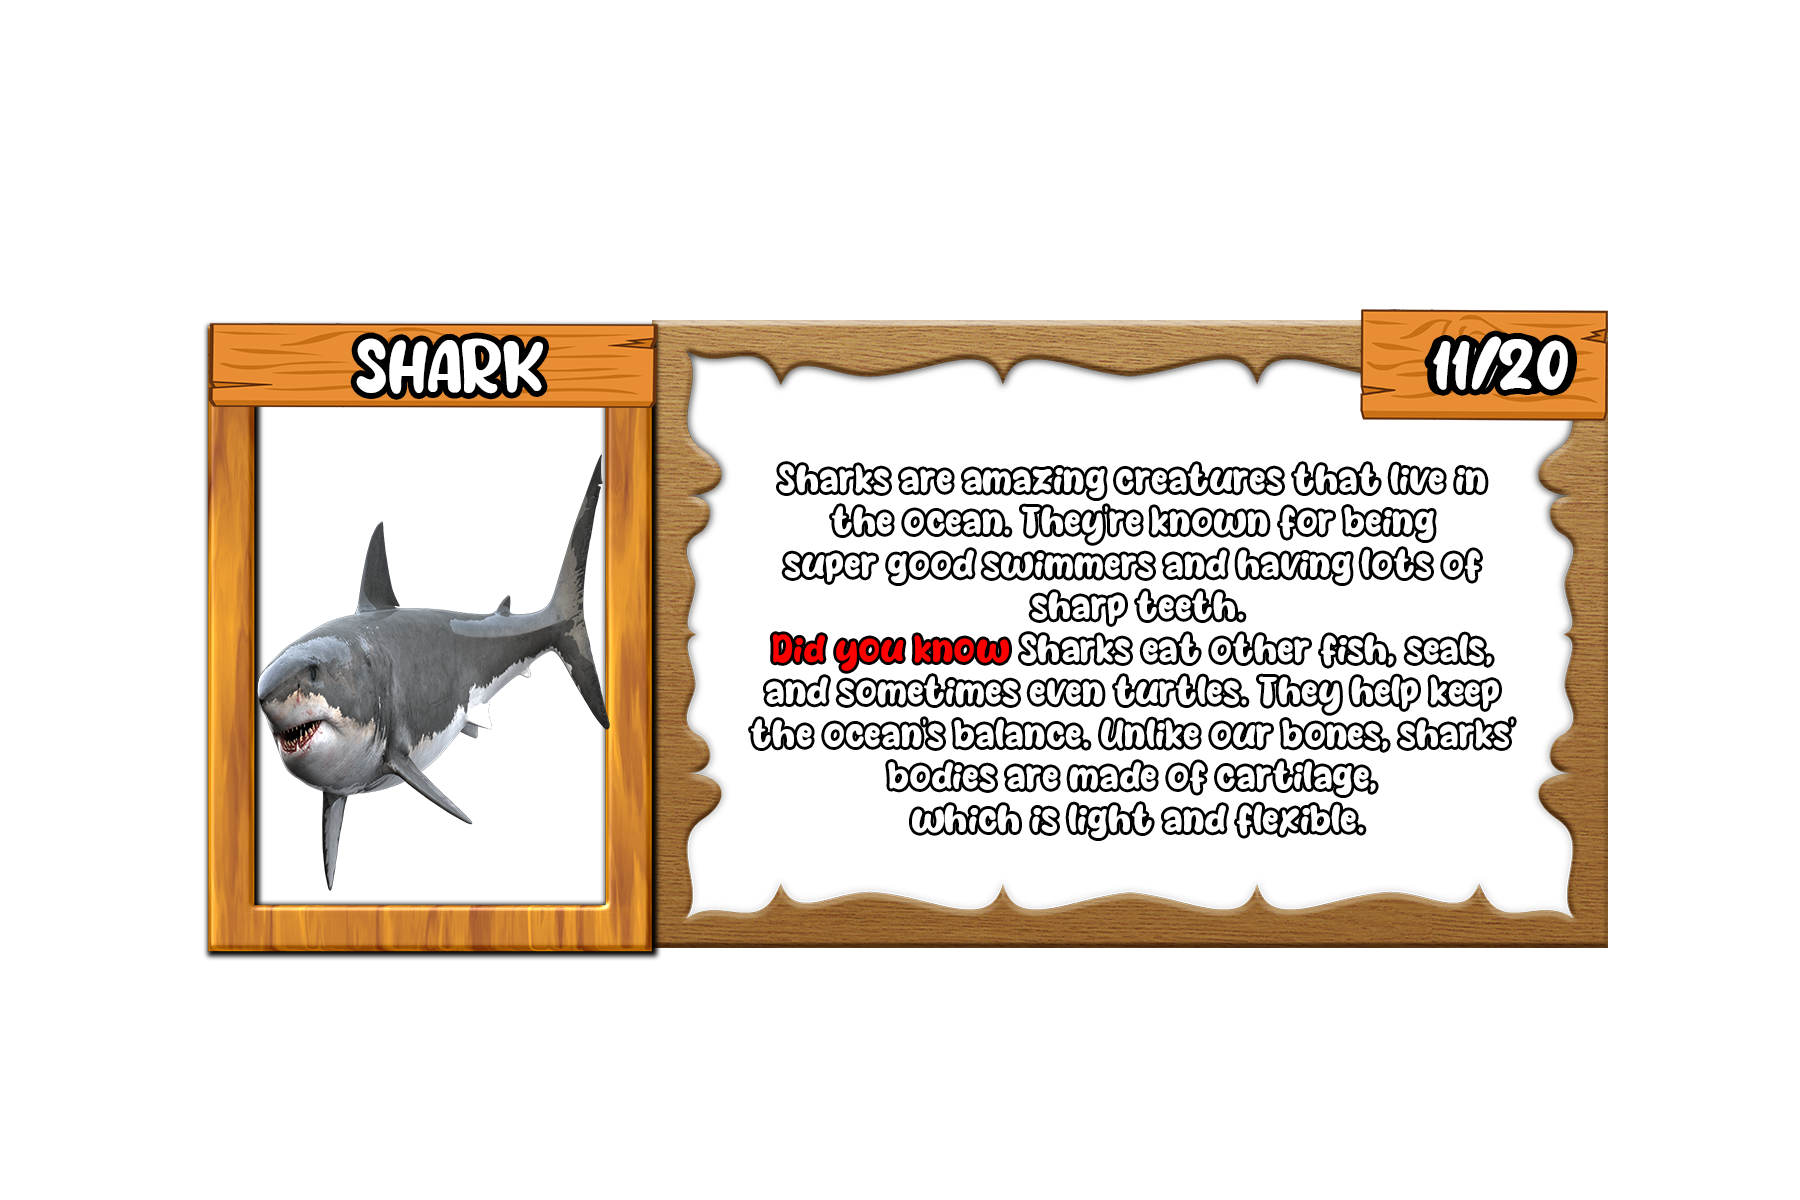 SHARK
11/20
Sharks are amazing creatures that live in
the ocean. They're known for being
super good swimmers and having lots of
sharp teeth.
Did you know Sharks eat other fish, seals,
and sometimes even turtles. They help keep
the ocean's balance. Unlike our bones, sharks'
bodies are made of cartilage,
which is light and flexible.